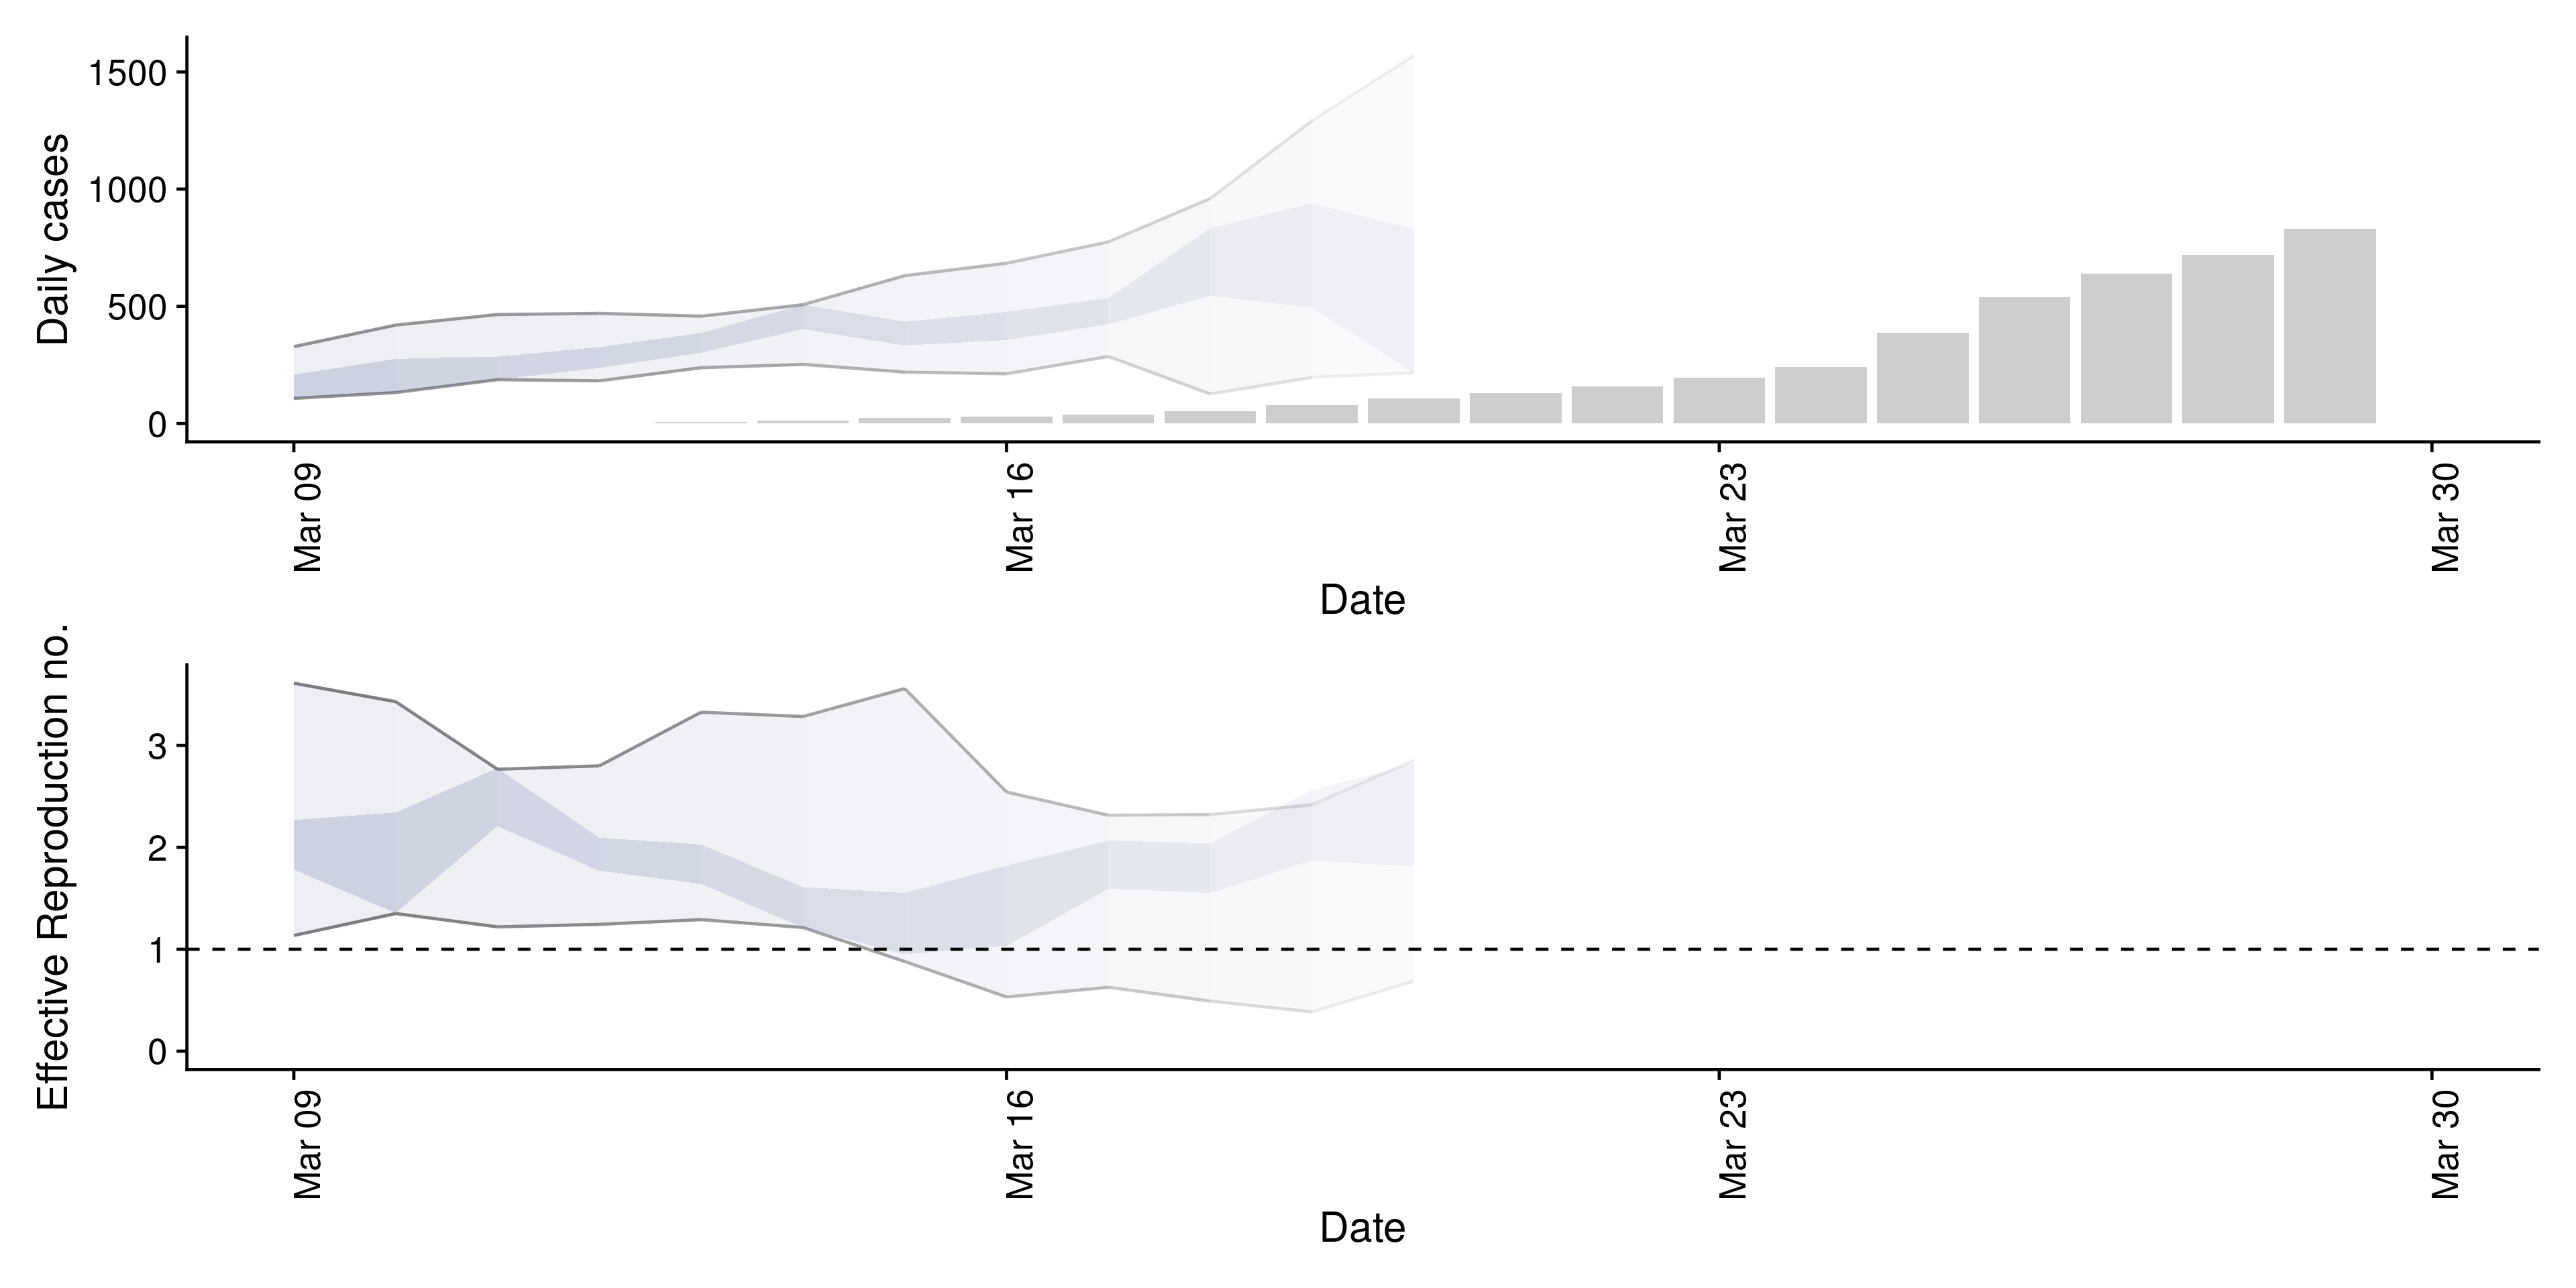 Daily cases
1500
1000
500
0
Mar 09
Mar 16
Mar 23
Mar 30
Date
Effective Reproduction no.
3
2
1
0
Mar 09
Mar 16
Mar 23
Mar 30
Date